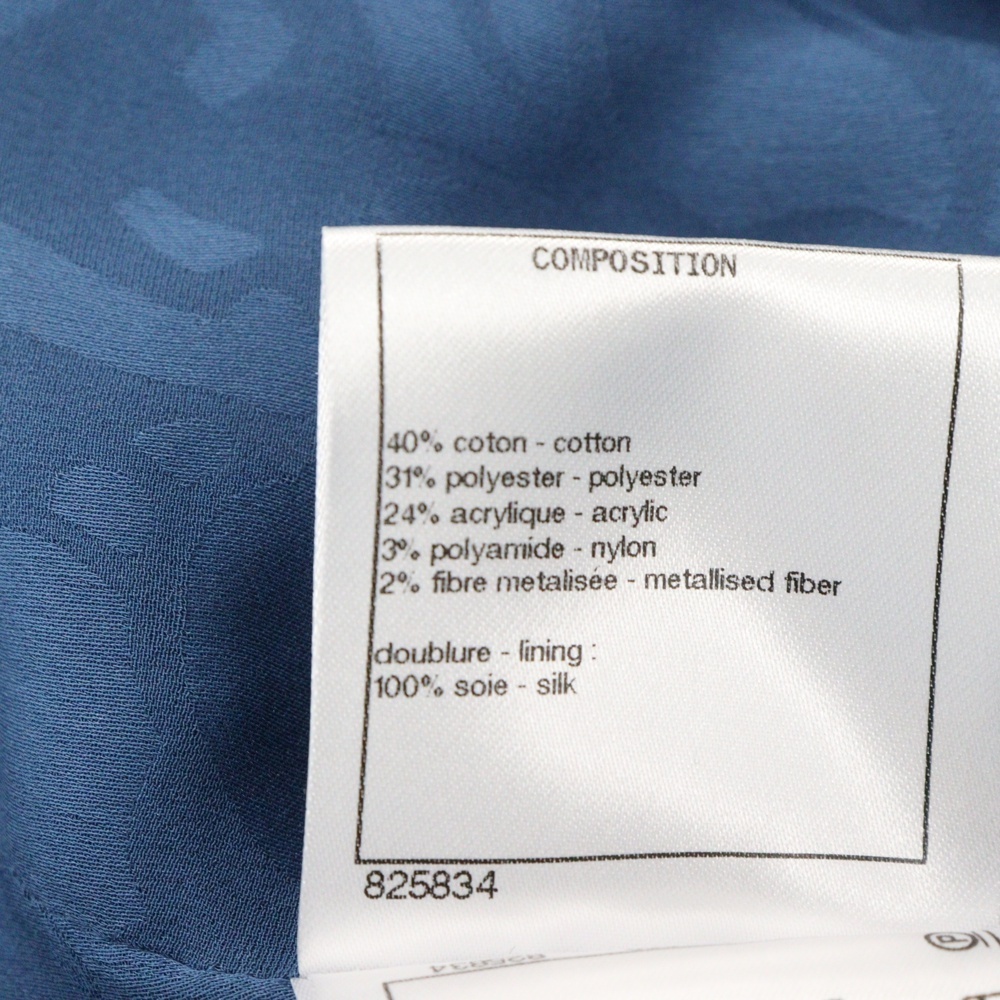 COMPOSITION
40% coton - cotton
31% polyester - polyester
24% acrylique - acrylic
3% polyamide - nylon
2% fibre metalisée - metallised fiber
doublure - lining :
100% soie - silk
825834